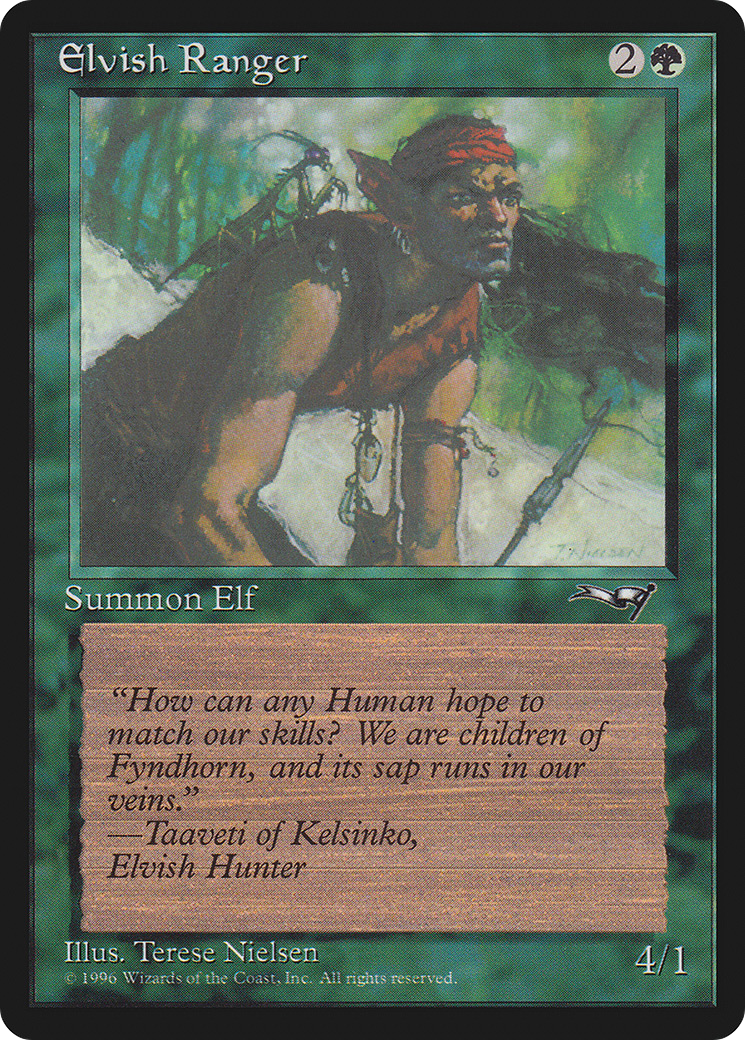 Elvish Ranger 2
T. Nielsen
Summon Elf
“How can any Human hope to
match our skills? We are children of
Fyndhorn, and its sap runs in our
veins.”
—Taaveti of Kelsinko,
Elvish Hunter
Illus. Terese Nielsen
4/1
© 1996 Wizards of the Coast, Inc. All rights reserved.